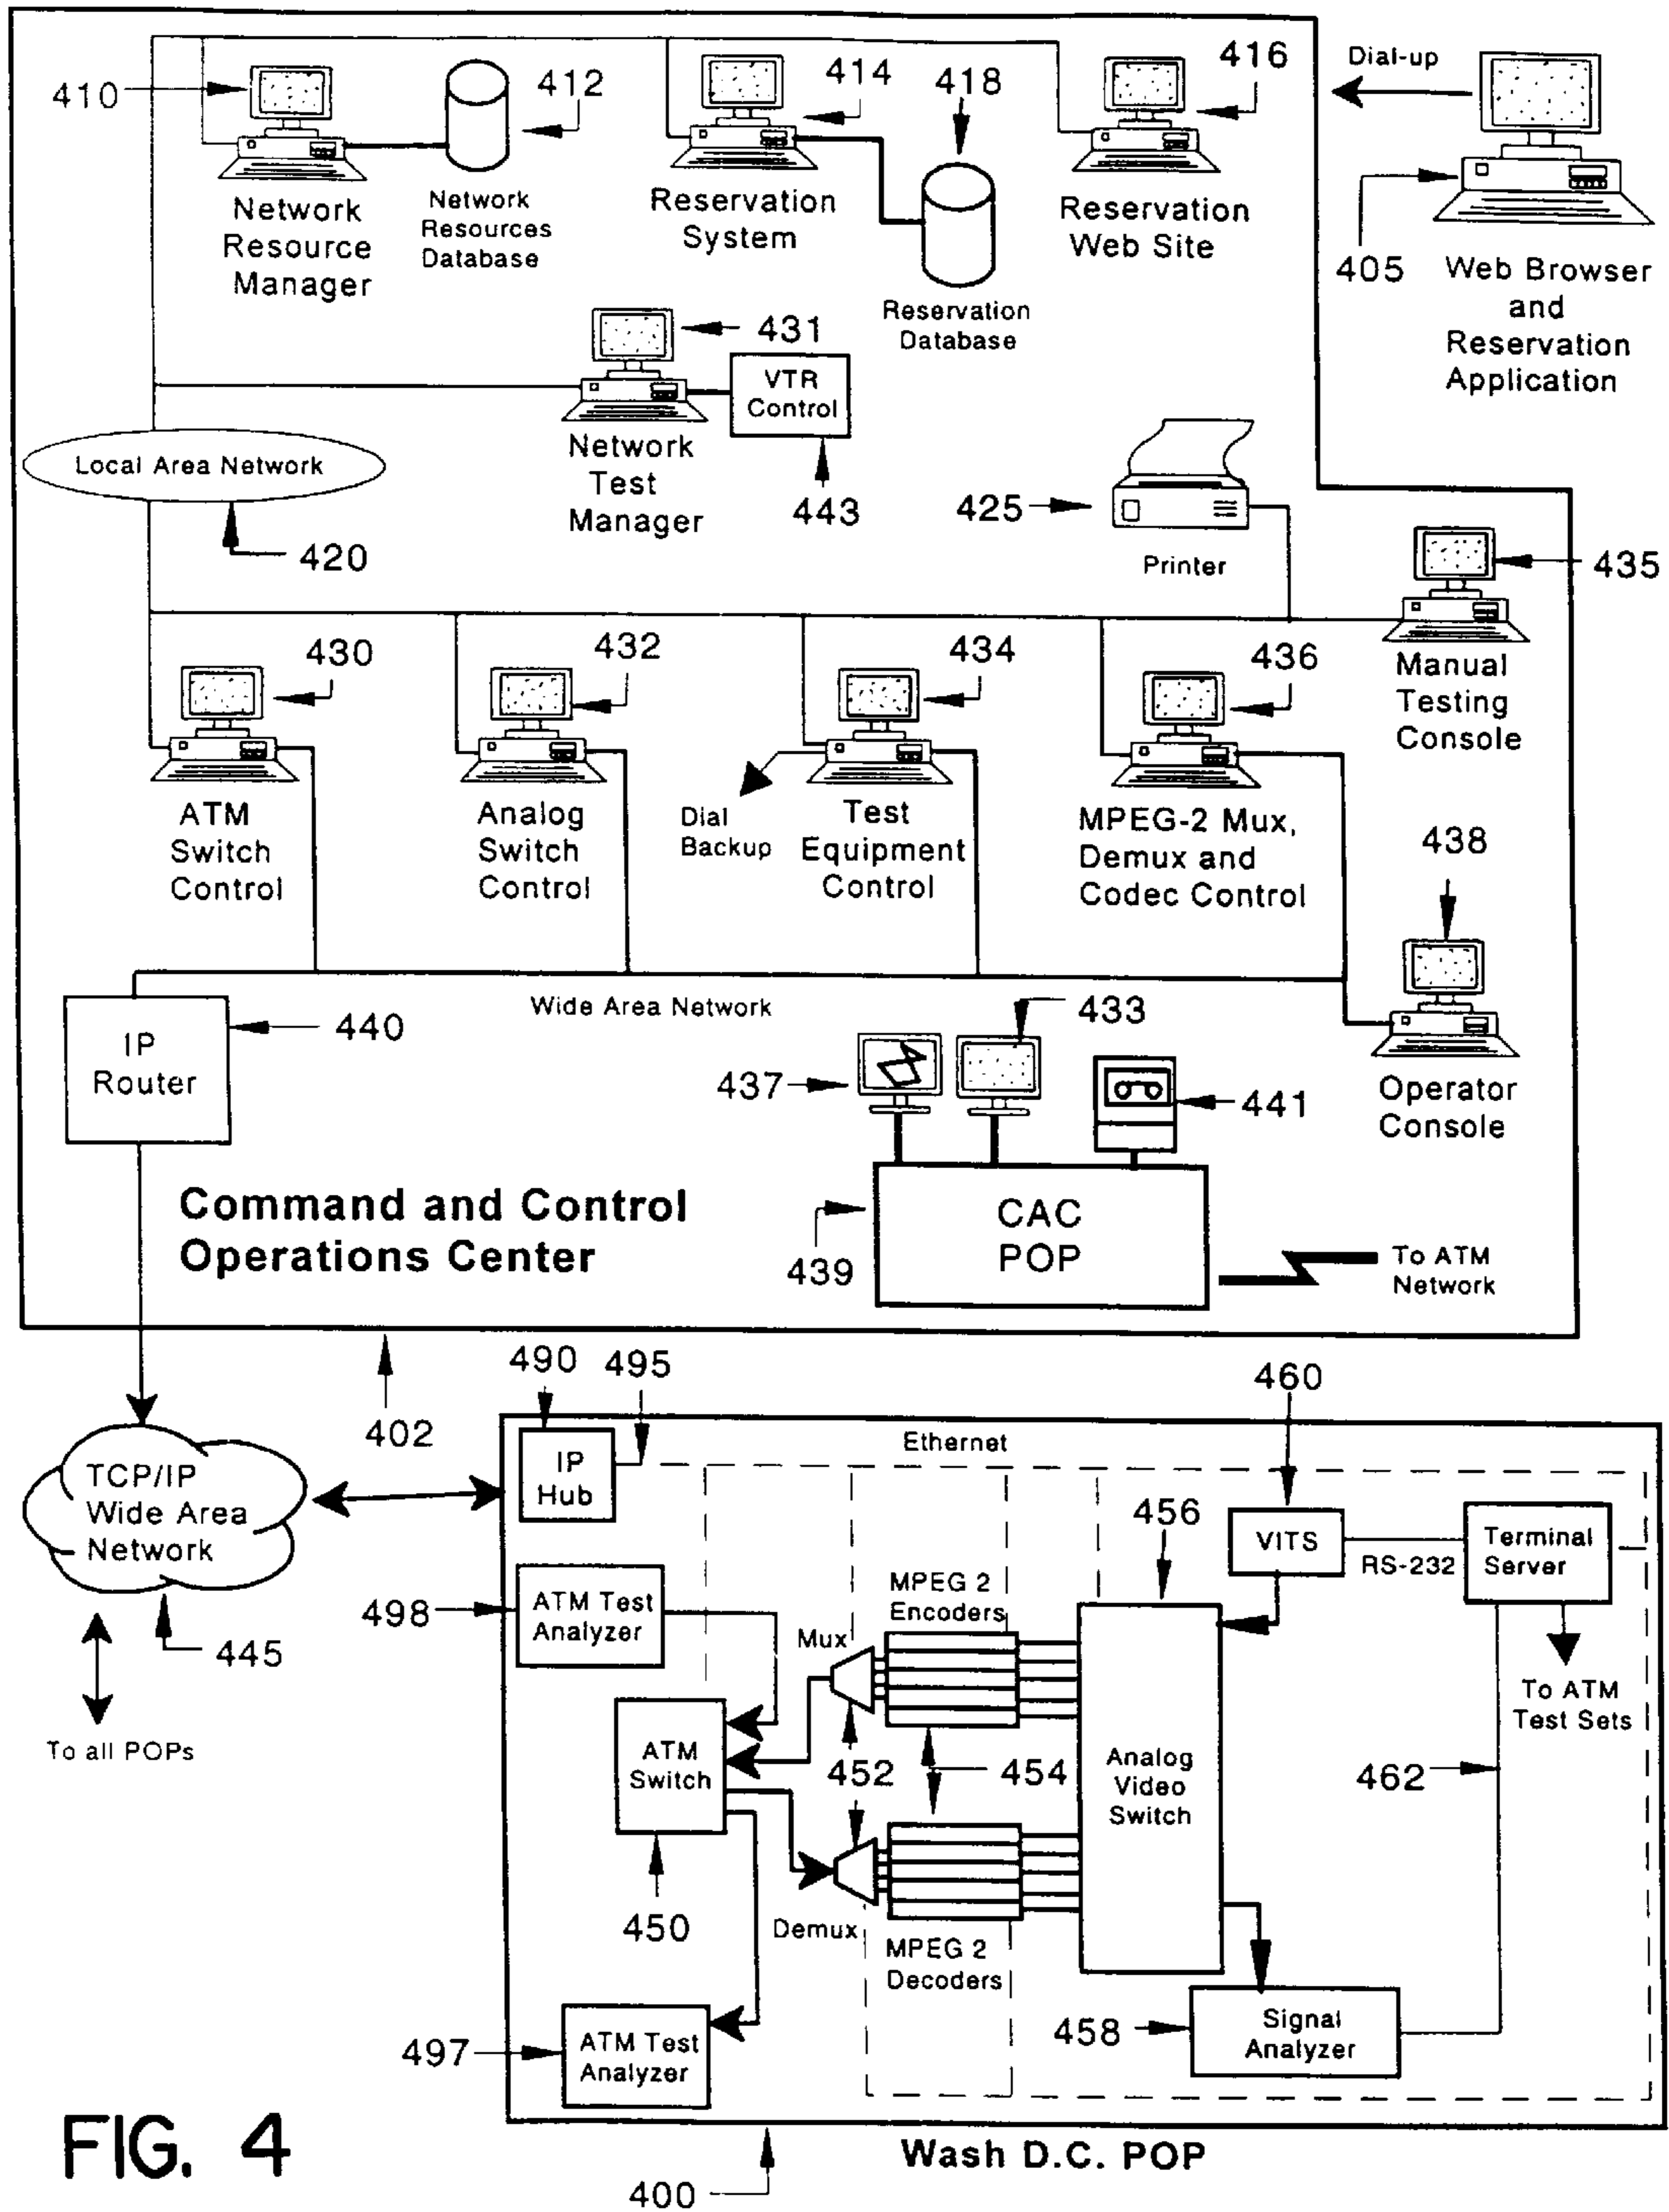 Dial-up
410
412
414
418
416
405
Network
Resource
Manager
Network
Resources
Database
Reservation
System
Reservation
Database
Reservation
Web Site
Web Browser
and
Reservation
Application
431
VTR
Control
443
Network
Test
Manager
Local Area Network
420
425
Printer
435
Manual
Testing
Console
430
432
434
436
ATM
Switch
Control
Analog
Switch
Control
Dial
Backup
Test
Equipment
Control
MPEG-2 Mux,
Demux and
Codec Control
438
Operator
Console
Wide Area Network
IP
Router
440
437
433
441
CAC
POP
439
To ATM
Network
Command and Control
Operations Center
402
490
495
460
TCP/IP
Wide Area
Network
445
To all POPs
IP
Hub
Ethernet
456
VITS
RS-232
Terminal
Server
498
ATM Test
Analyzer
MPEG 2
Encoders
Mux
To ATM
Test Sets
ATM
Switch
452
454
Analog
Video
Switch
462
450
Demux
MPEG 2
Decoders
497
ATM Test
Analyzer
458
Signal
Analyzer
FIG. 4
Wash D.C. POP
400